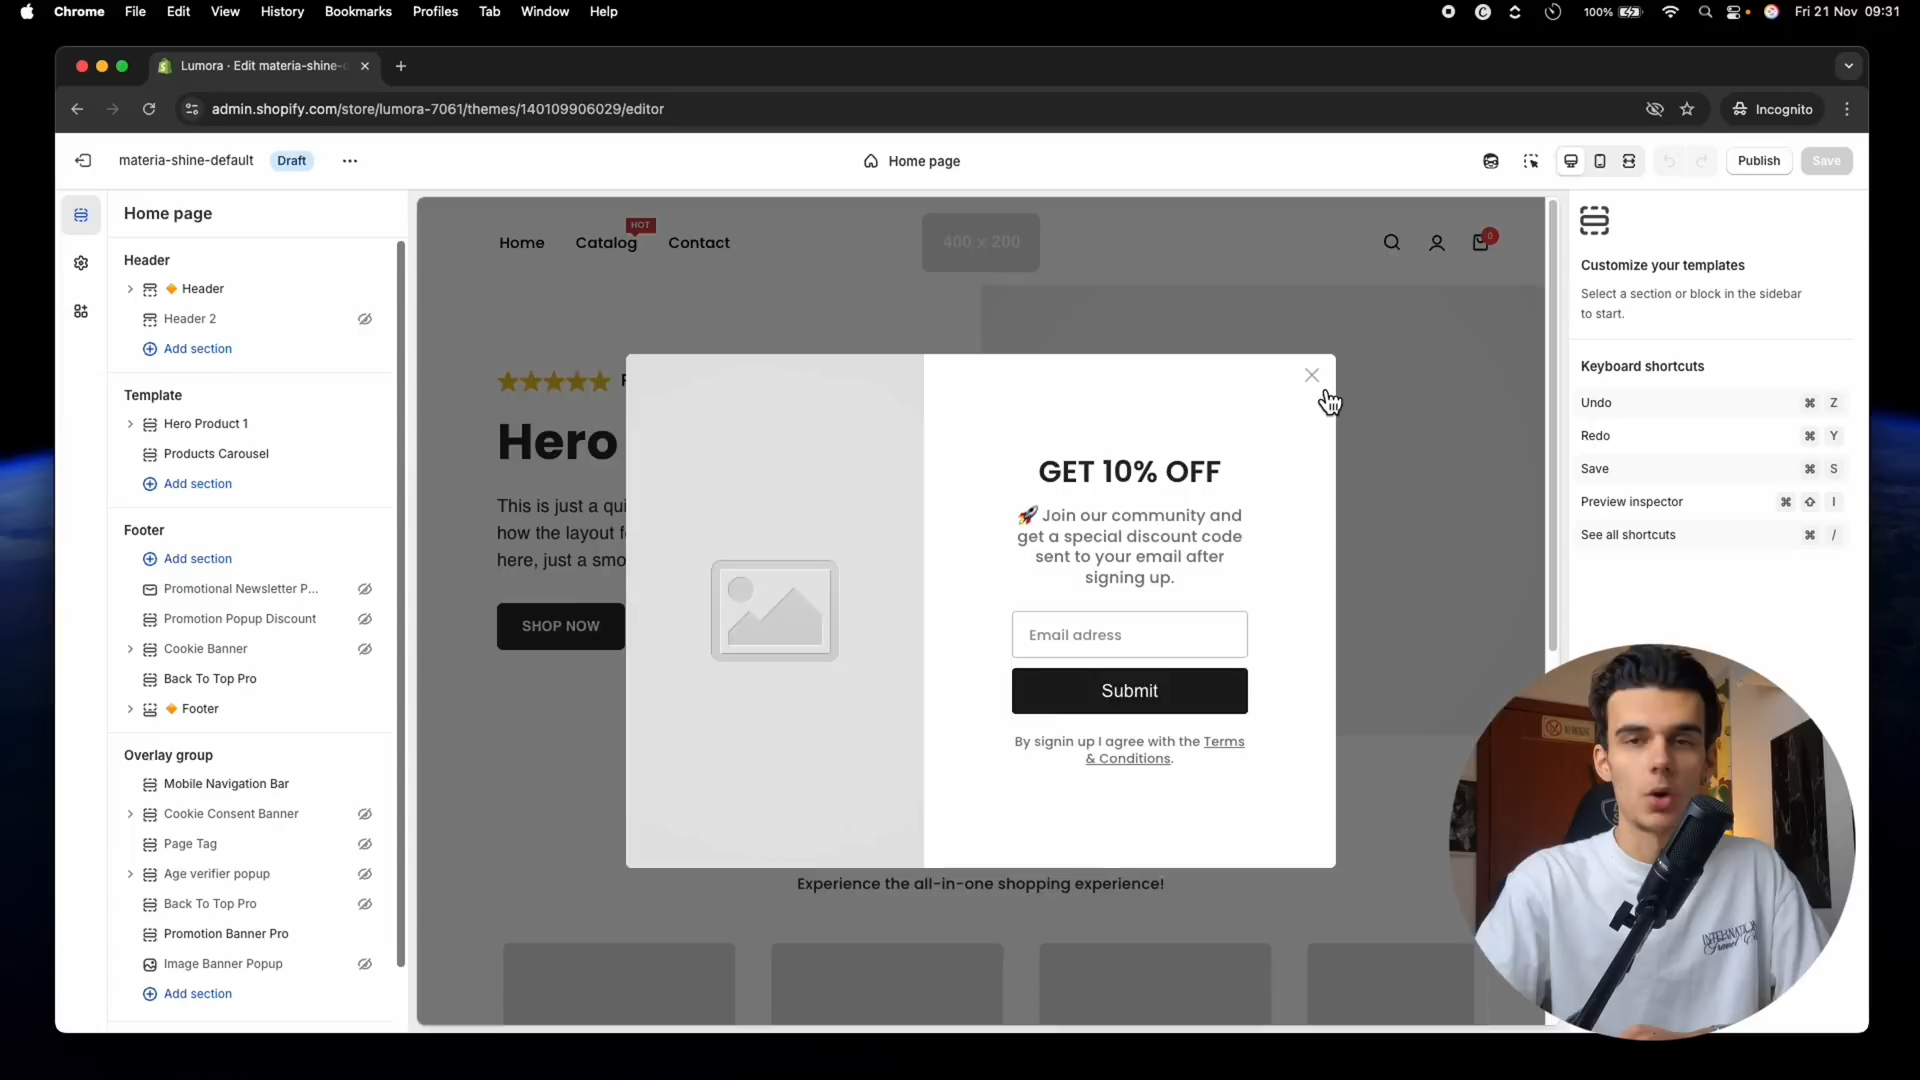 Chrome File Edit View History Bookmarks Profiles Tab Window Help
100% Fri 21 Nov 09:31
Lumora · Edit materia-shine-
admin.shopify.com/store/lumora-7061/themes/140109906029/editor
Incognito
materia-shine-default Draft
Home page
Publish Save
Home page
Header
Header
Header 2
Add section
Template
Hero Product 1
Products Carousel
Add section
Footer
Add section
Promotional Newsletter P...
Promotion Popup Discount
Cookie Banner
Back To Top Pro
Footer
Overlay group
Mobile Navigation Bar
Cookie Consent Banner
Page Tag
Age verifier popup
Back To Top Pro
Promotion Banner Pro
Image Banner Popup
Add section
HOT
Home Catalog Contact
400 x 200
0
Hero
This is just a qui
how the layout f
here, just a smo
SHOP NOW
GET 10% OFF
🚀 Join our community and
get a special discount code
sent to your email after
signing up.
Email adress
Submit
By signin up I agree with the Terms
& Conditions.
Experience the all-in-one shopping experience!
Customize your templates
Select a section or block in the sidebar
to start.
Keyboard shortcuts
Undo ⌘ Z
Redo ⌘ Y
Save ⌘ S
Preview inspector ⌘ ⇧ I
See all shortcuts ⌘ /